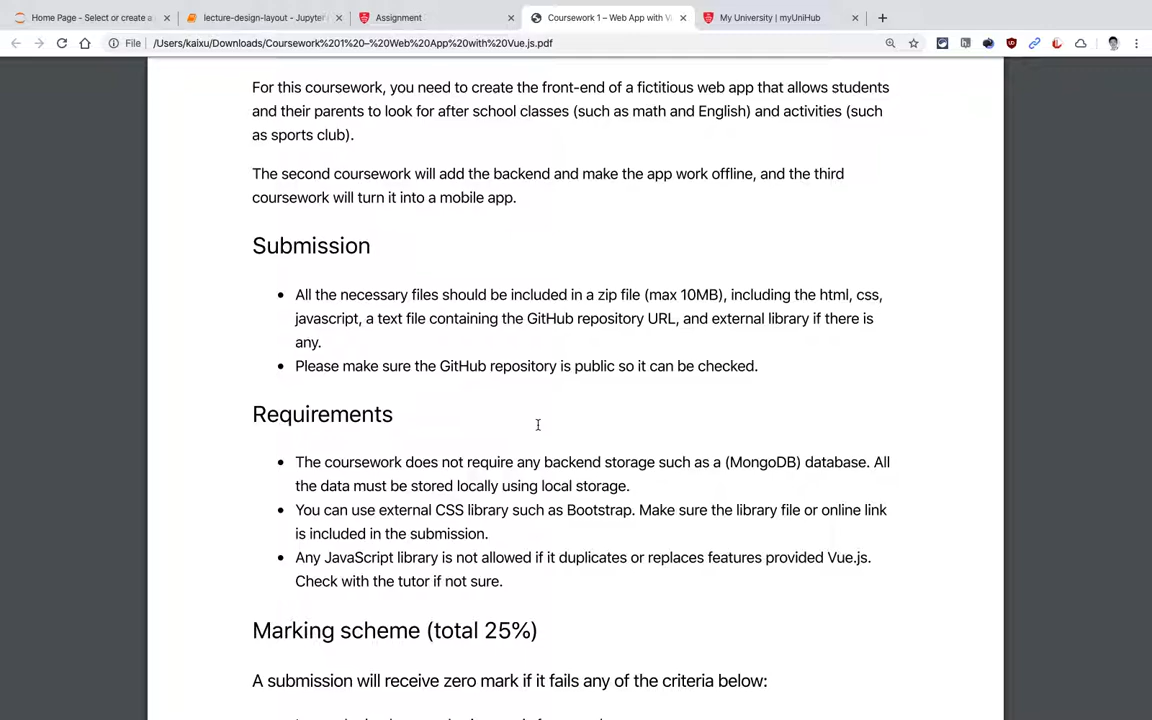 Home Page - Select or create a
lecture-design-layout - Jupyter
Assignment
Coursework 1 – Web App with V
My University | myUniHub
File
/Users/kaixu/Downloads/Coursework%201%20–%20Web%20App%20with%20Vue.js.pdf
For this coursework, you need to create the front-end of a fictitious web app that allows students
and their parents to look for after school classes (such as math and English) and activities (such
as sports club).
The second coursework will add the backend and make the app work offline, and the third
coursework will turn it into a mobile app.
Submission
• All the necessary files should be included in a zip file (max 10MB), including the html, css,
javascript, a text file containing the GitHub repository URL, and external library if there is
any.
• Please make sure the GitHub repository is public so it can be checked.
Requirements
• The coursework does not require any backend storage such as a (MongoDB) database. All
the data must be stored locally using local storage.
• You can use external CSS library such as Bootstrap. Make sure the library file or online link
is included in the submission.
• Any JavaScript library is not allowed if it duplicates or replaces features provided Vue.js.
Check with the tutor if not sure.
Marking scheme (total 25%)
A submission will receive zero mark if it fails any of the criteria below: